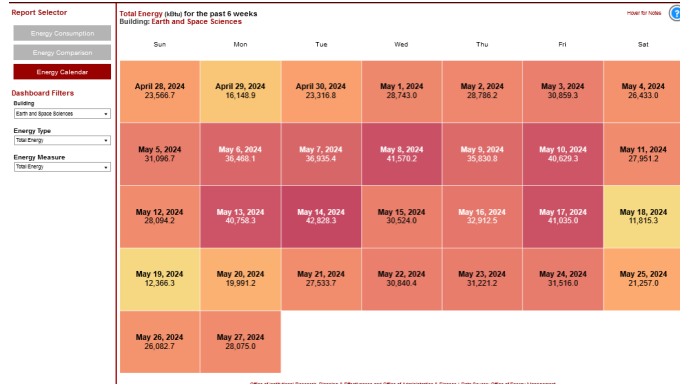 Report Selector
Energy Consumption
Energy Comparison
Energy Calendar
Dashboard Filters
Building
Earth and Space Sciences
Energy Type
Total Energy
Energy Measure
Total Energy
Total Energy (kBtu) for the past 6 weeks
Building: Earth and Space Sciences
Hover for Notes
?
Sun Mon Tue Wed Thu Fri Sat
April 28, 2024 April 29, 2024 April 30, 2024 May 1, 2024 May 2, 2024 May 3, 2024 May 4, 2024
23,566.7 16,148.9 23,316.8 28,743.0 28,786.2 30,859.3 26,433.0
May 5, 2024 May 6, 2024 May 7, 2024 May 8, 2024 May 9, 2024 May 10, 2024 May 11, 2024
31,096.7 36,468.1 36,935.4 41,570.2 35,830.8 40,629.3 27,951.2
May 12, 2024 May 13, 2024 May 14, 2024 May 15, 2024 May 16, 2024 May 17, 2024 May 18, 2024
28,094.2 40,758.3 42,828.3 30,524.0 32,912.5 41,035.0 11,815.3
May 19, 2024 May 20, 2024 May 21, 2024 May 22, 2024 May 23, 2024 May 24, 2024 May 25, 2024
12,366.3 19,991.2 27,533.7 30,840.4 31,221.2 31,516.0 21,257.0
May 26, 2024 May 27, 2024
26,082.7 28,075.0